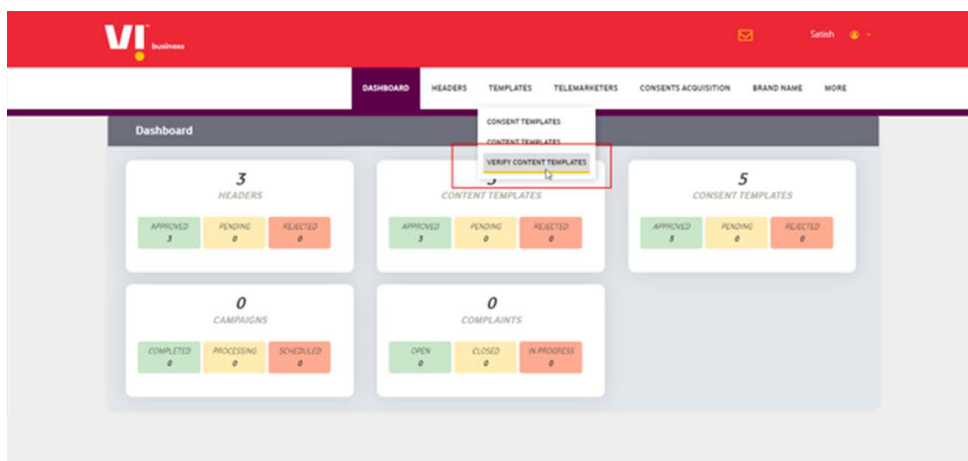 VI
business
Satish
DASHBOARD HEADERS TEMPLATES TELEMARKETERS CONSENTS ACQUISITION BRAND NAME MORE
CONSENT TEMPLATES
CONTENT TEMPLATES
VERIFY CONTENT TEMPLATES
Dashboard
3
HEADERS
APPROVED PENDING REJECTED
3 0 0
CONTENT TEMPLATES
APPROVED PENDING REJECTED
3 0 0
5
CONSENT TEMPLATES
APPROVED PENDING REJECTED
5 0 0
0
CAMPAIGNS
COMPLETED PROCESSING SCHEDULED
0 0 0
0
COMPLAINTS
OPEN CLOSED IN PROGRESS
0 0 0